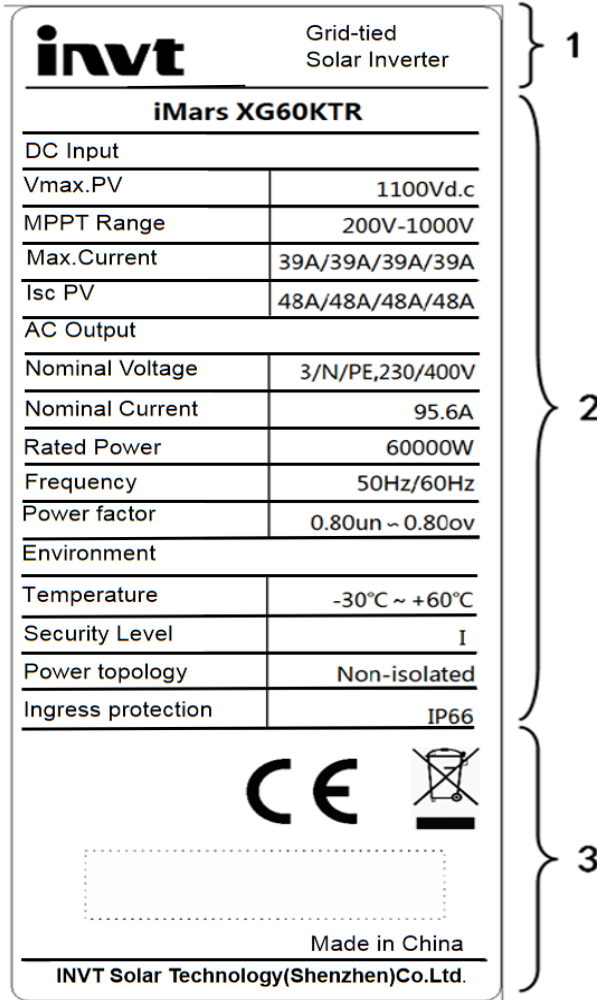 invt
Grid-tied
Solar Inverter
1
iMars XG60KTR
DC Input
Vmax.PV 1100Vd.c
MPPT Range 200V-1000V
Max.Current 39A/39A/39A/39A
Isc PV 48A/48A/48A/48A
2
AC Output
Nominal Voltage 3/N/PE,230/400V
Nominal Current 95.6A
Rated Power 60000W
Frequency 50Hz/60Hz
Power factor 0.80un ~ 0.80ov
Environment
Temperature -30℃ ~ +60℃
Security Level I
Power topology Non-isolated
Ingress protection IP66
3
CE
Made in China
INVT Solar Technology(Shenzhen)Co.Ltd.